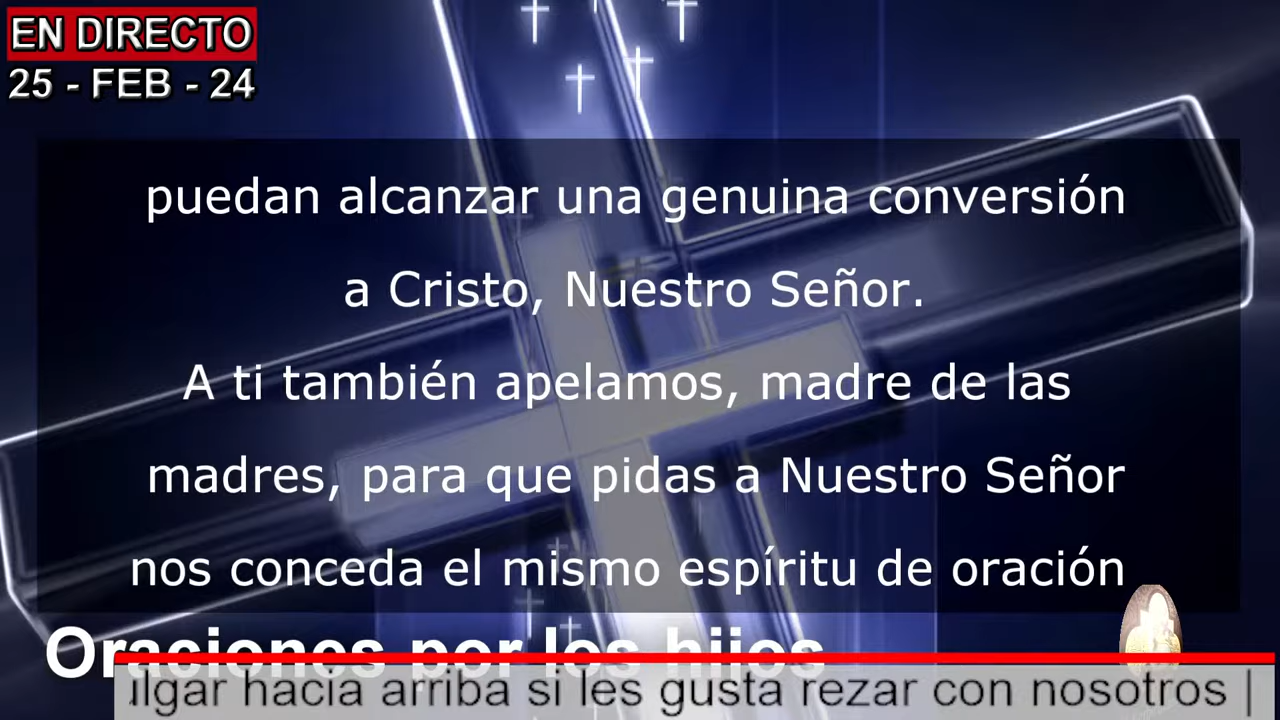 EN DIRECTO
25 - FEB - 24
puedan alcanzar una genuina conversión
a Cristo, Nuestro Señor.
A ti también apelamos, madre de las
madres, para que pidas a Nuestro Señor
nos conceda el mismo espíritu de oración
Oraciones por los hijos
hacia arriba si les gusta rezar con nosotros |